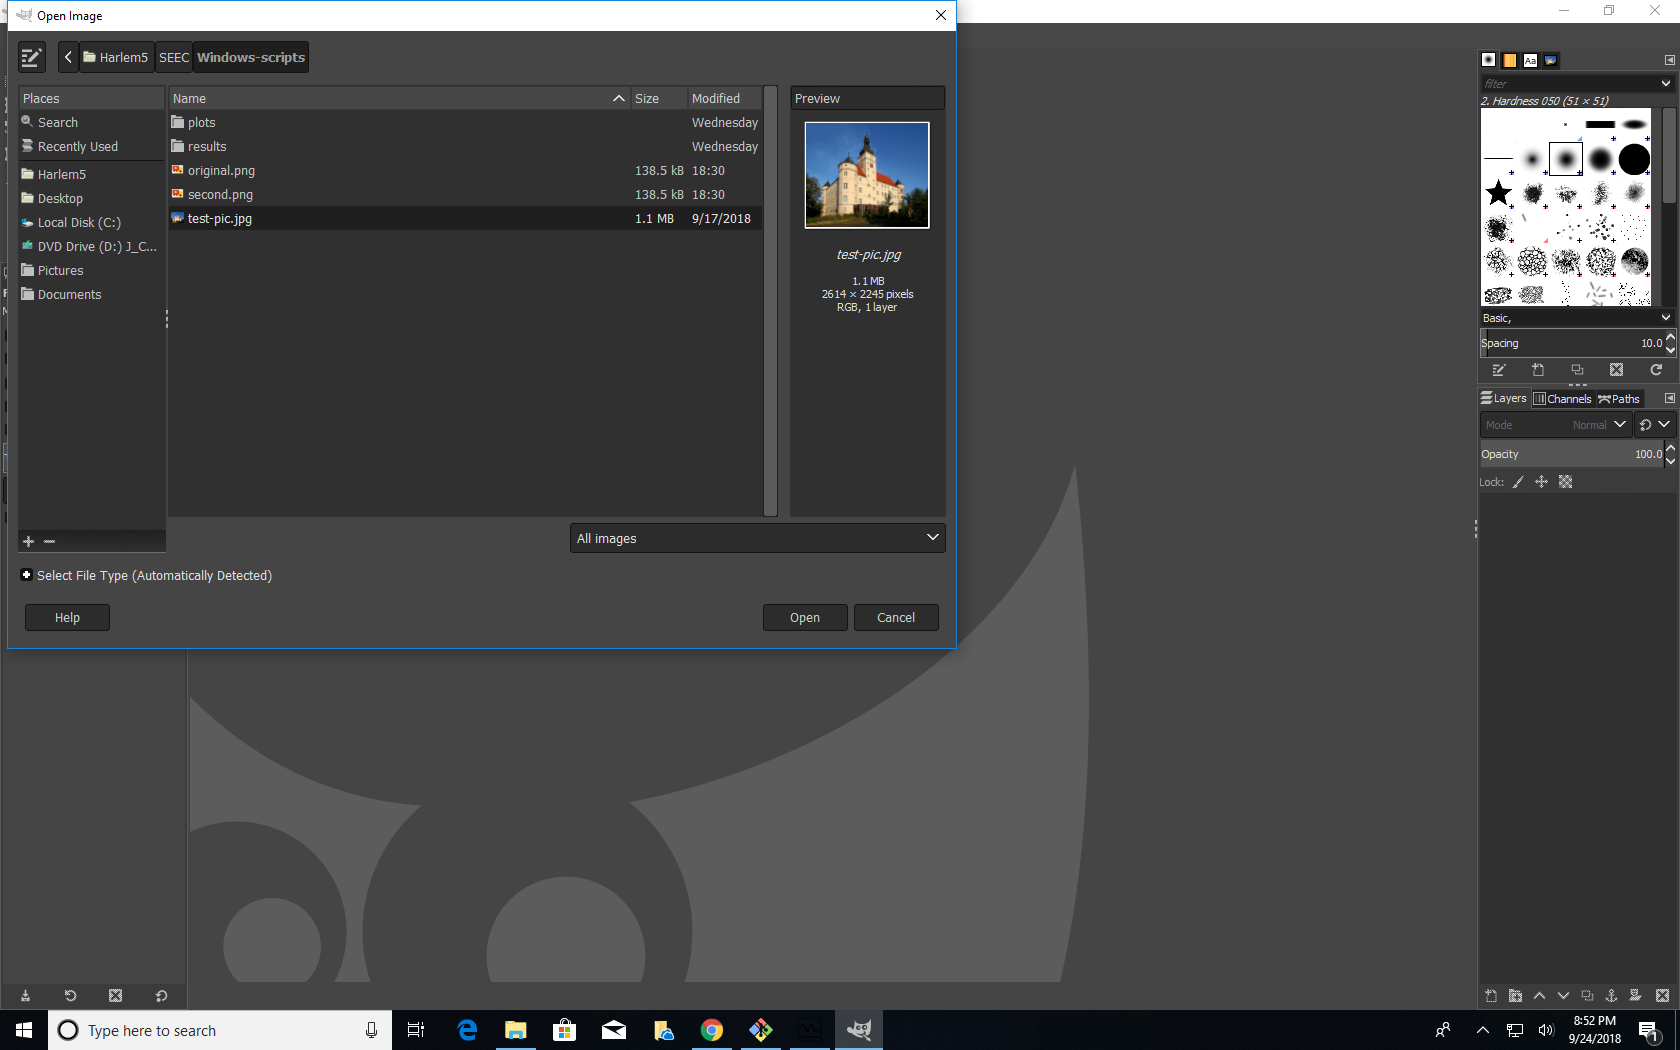 Open Image
Harlem5 SEEC Windows-scripts
Places
Search
Recently Used
Harlem5
Desktop
Local Disk (C:)
DVD Drive (D:) J_C...
Pictures
Documents
Name Size Modified
plots Wednesday
results Wednesday
original.png 138.5 kB 18:30
second.png 138.5 kB 18:30
test-pic.jpg 1.1 MB 9/17/2018
Preview
test-pic.jpg
1.1 MB
2614 × 2245 pixels
RGB, 1 layer
All images
Select File Type (Automatically Detected)
Help Open Cancel
Aa
filter
2. Hardness 050 (51 × 51)
Basic,
Spacing 10.0
Layers Channels Paths
Mode Normal
Opacity 100.0
Lock:
Type here to search
8:52 PM
9/24/2018
1